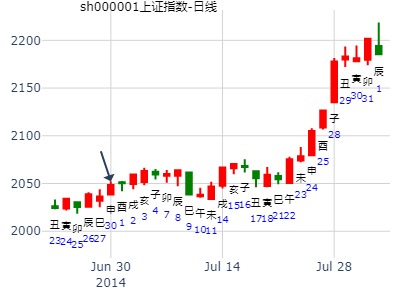 sh000001上证指数-日线
2200
2150
2100
2050
2000
丑 寅 卯 辰 巳 申 酉 戌 亥 子 卯 辰 巳 午 未 戌 亥 子 丑 寅 巳 午 未 申 酉 子 丑 寅 卯 辰
23 24 25 26 27 30 1 2 3 4 7 8 9 10 11 14 15 16 17 18 21 22 23 24 25 28 29 30 31 1
Jun 30 Jul 14 Jul 28
2014